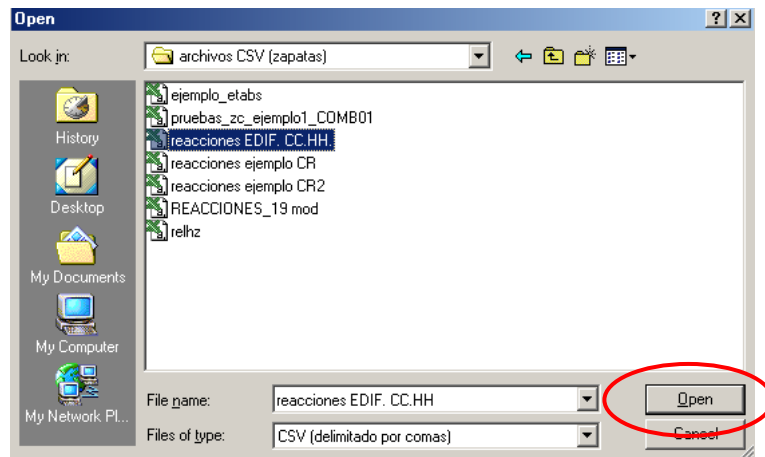 Open
Look in:
archivos CSV (zapatas)
History
Desktop
My Documents
My Computer
My Network Pl...
ejemplo_etabs
pruebas_zc_ejemplo1_COMB01
reacciones EDIF. CC.HH.
reacciones ejemplo CR
reacciones ejemplo CR2
REACCIONES_19 mod
relhz
File name:
reacciones EDIF. CC.HH
Open
Files of type:
CSV (delimitado por comas)
Cancel